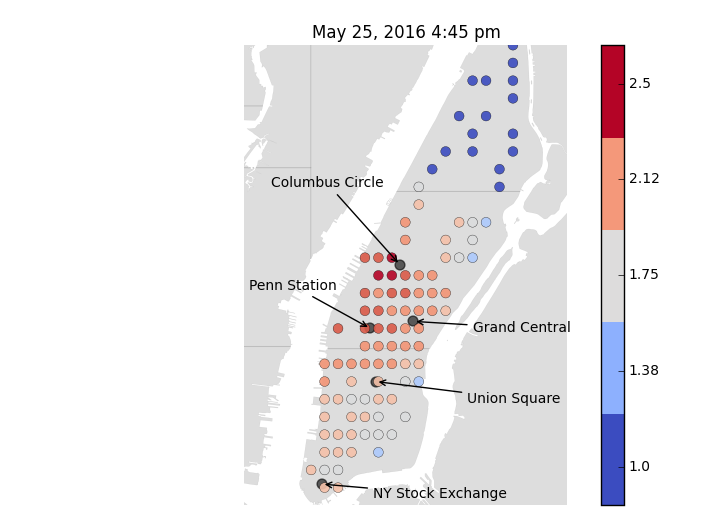 May 25, 2016 4:45 pm
2.5
2.12
Columbus Circle
1.75
Penn Station
Grand Central
1.38
Union Square
1.0
NY Stock Exchange